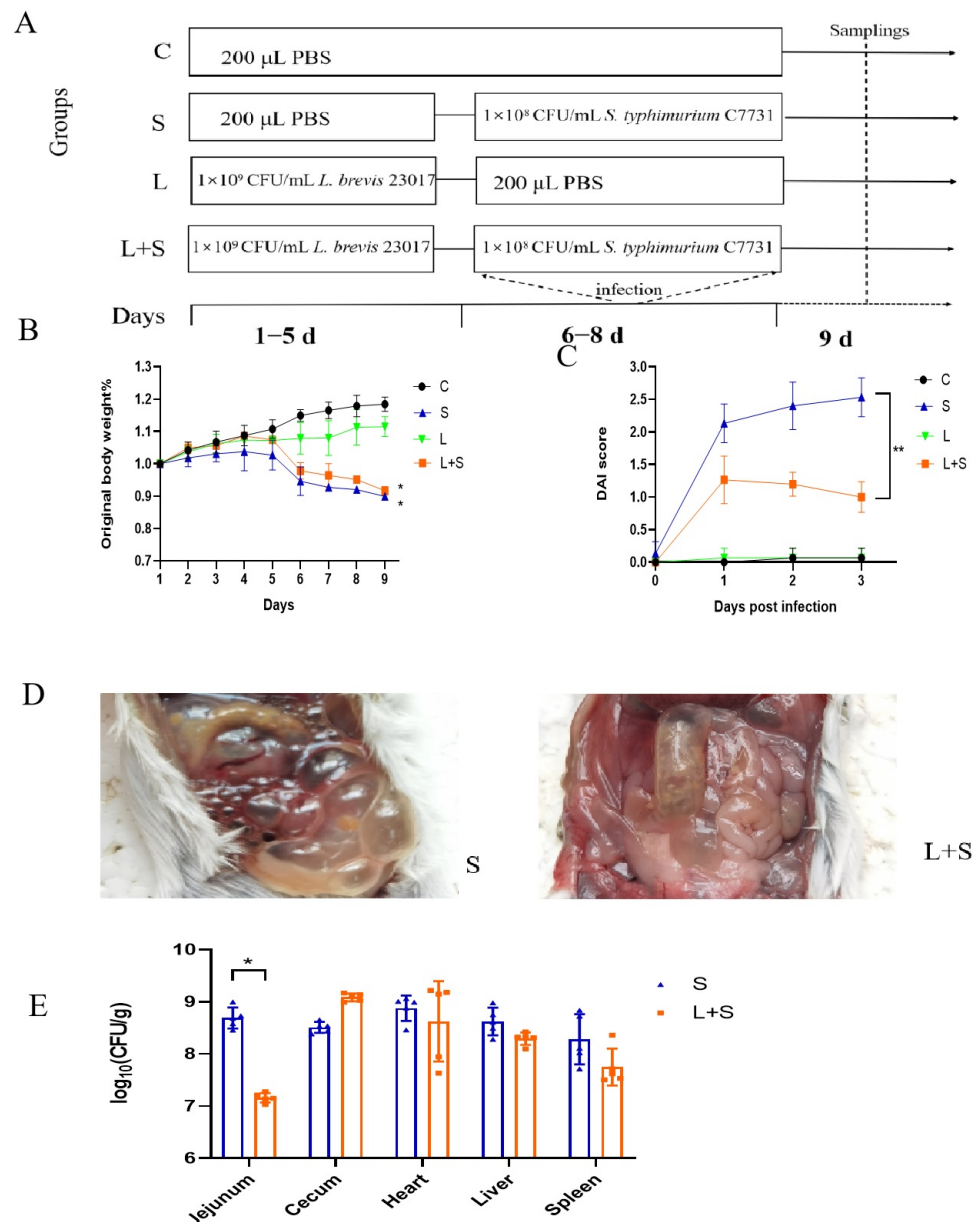 A
Groups
C
200 μL PBS
Samplings
S
200 μL PBS
1×10⁸ CFU/mL S. typhimurium C7731
L
1×10⁹ CFU/mL L. brevis 23017
200 μL PBS
L+S
1×10⁹ CFU/mL L. brevis 23017
1×10⁸ CFU/mL S. typhimurium C7731
infection
Days
1–5 d
6–8 d
9 d
B
Original body weight%
1.3
1.2
1.1
1.0
0.9
0.8
0.7
1 2 3 4 5 6 7 8 9
Days
C
S
L
L+S
*
*
C
DAI score
3.0
2.5
2.0
1.5
1.0
0.5
0.0
0 1 2 3
Days post infection
C
S
L
L+S
**
D
S
L+S
E
log₁₀(CFU/g)
10
9
8
7
6
*
S
L+S
Jejunum
Cecum
Heart
Liver
Spleen